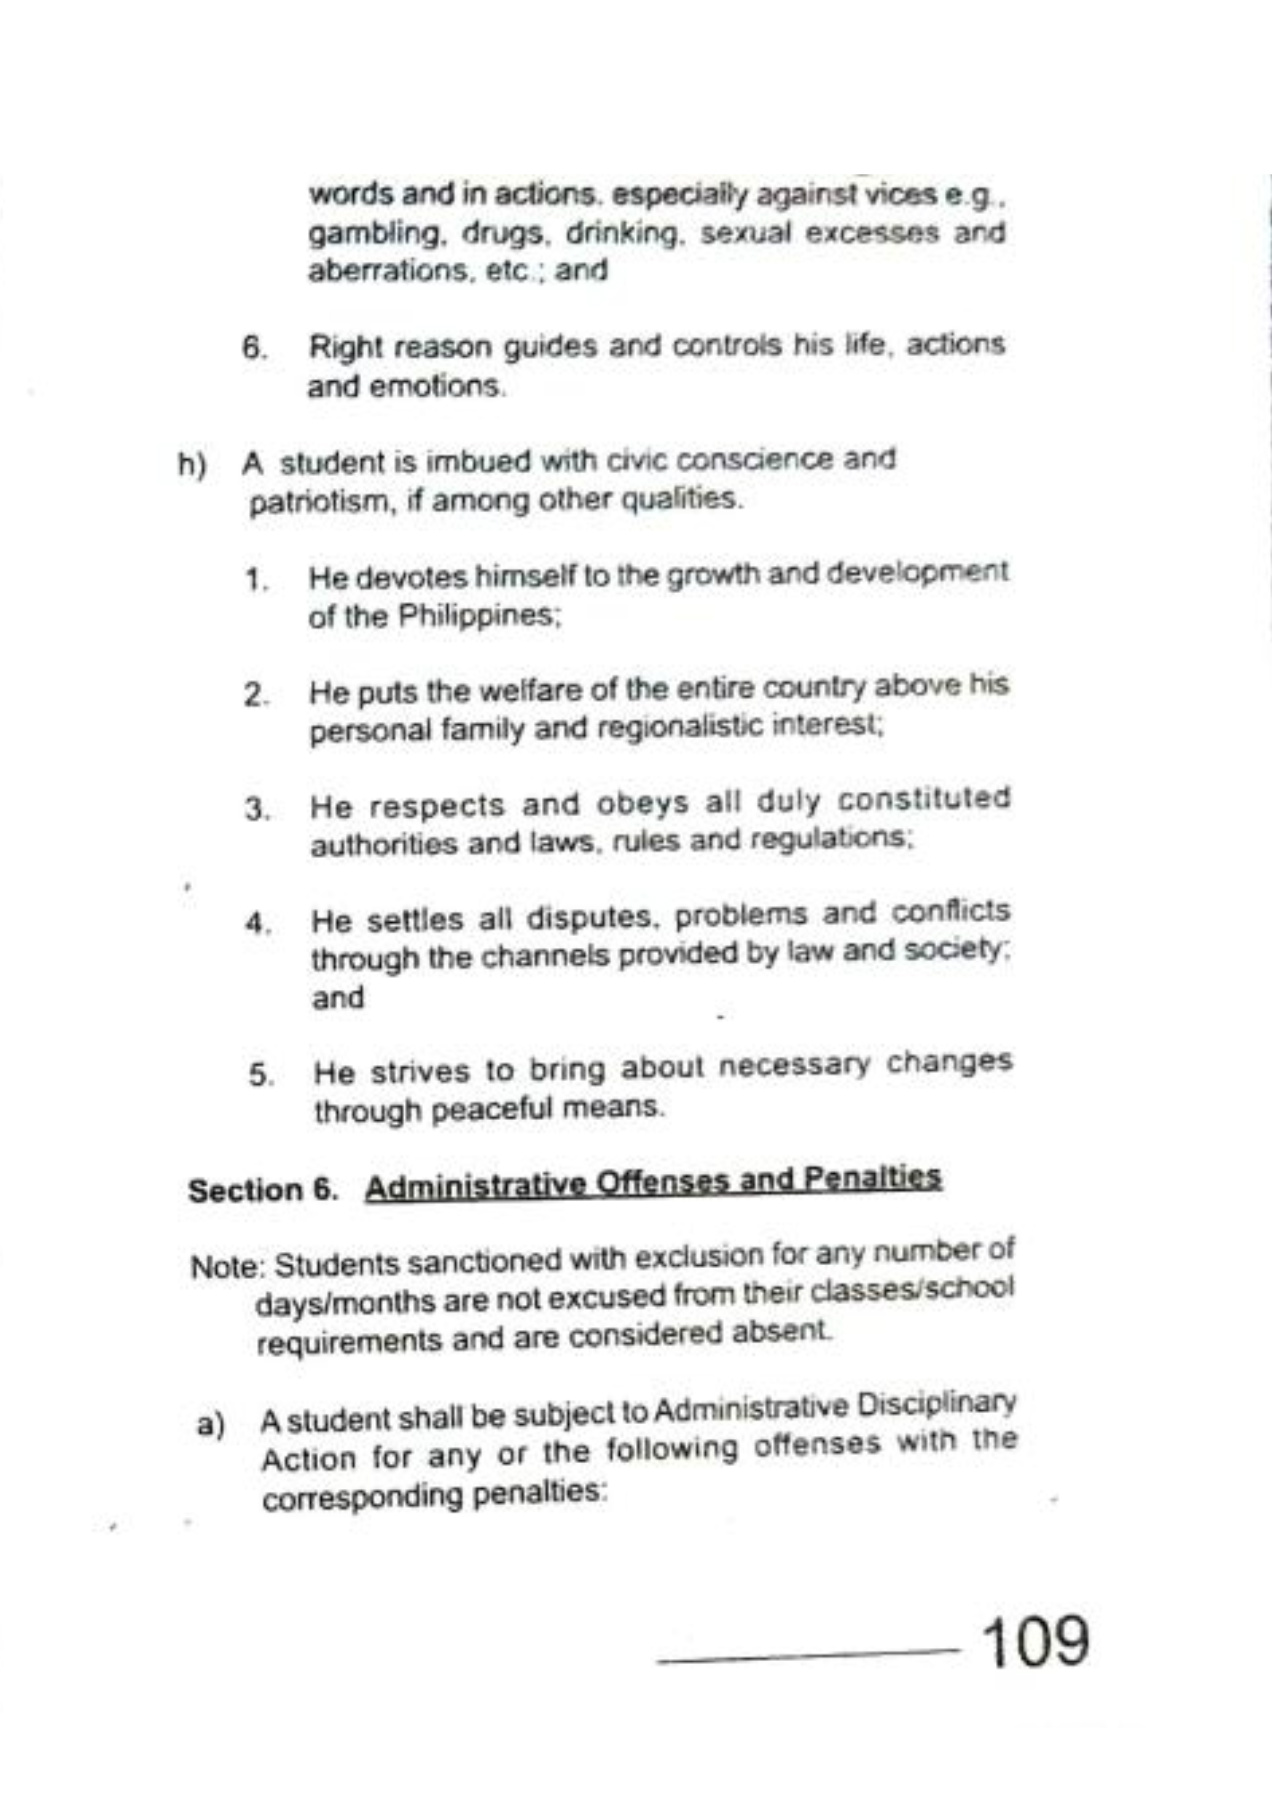 words and in actions, especially against vices e.g.,
gambling, drugs, drinking, sexual excesses and
aberrations, etc.; and
6. Right reason guides and controls his life, actions
and emotions.
h) A student is imbued with civic conscience and
patriotism, if among other qualities.
1. He devotes himself to the growth and development
of the Philippines;
2. He puts the welfare of the entire country above his
personal family and regionalistic interest;
3. He respects and obeys all duly constituted
authorities and laws, rules and regulations;
4. He settles all disputes, problems and conflicts
through the channels provided by law and society;
and
5. He strives to bring about necessary changes
through peaceful means.
Section 6. Administrative Offenses and Penalties
Note: Students sanctioned with exclusion for any number of
days/months are not excused from their classes/school
requirements and are considered absent.
a) A student shall be subject to Administrative Disciplinary
Action for any or the following offenses with the
corresponding penalties:
109